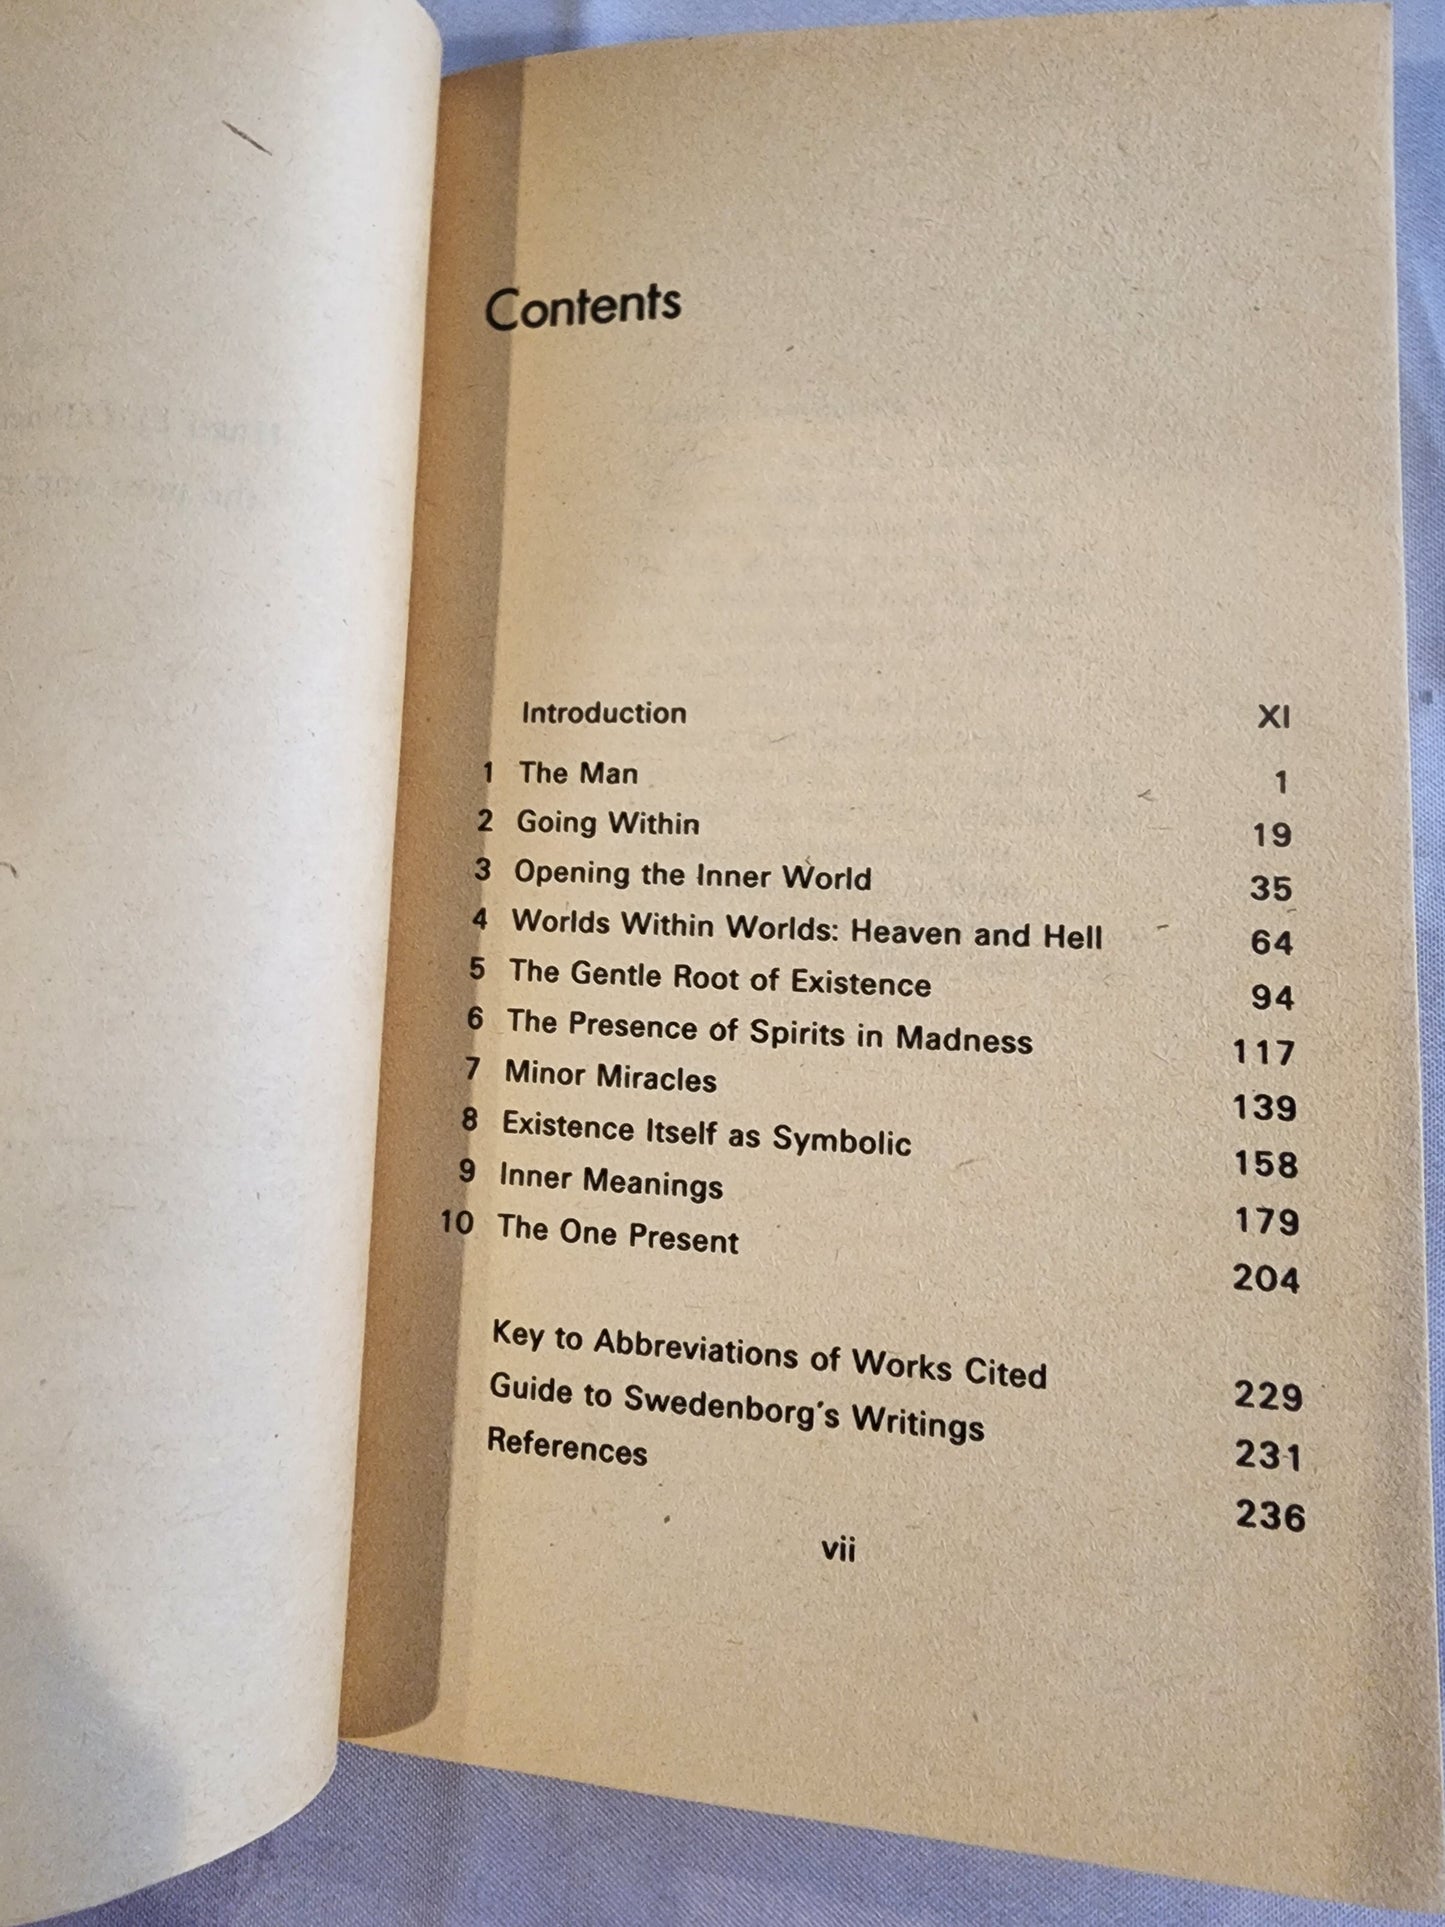 Contents
Introduction XI
1 The Man 1
2 Going Within 19
3 Opening the Inner World 35
4 Worlds Within Worlds: Heaven and Hell 64
5 The Gentle Root of Existence 94
6 The Presence of Spirits in Madness 117
7 Minor Miracles 139
8 Existence Itself as Symbolic 158
9 Inner Meanings 179
10 The One Present 204
Key to Abbreviations of Works Cited 229
Guide to Swedenborg's Writings 231
References 236
vii